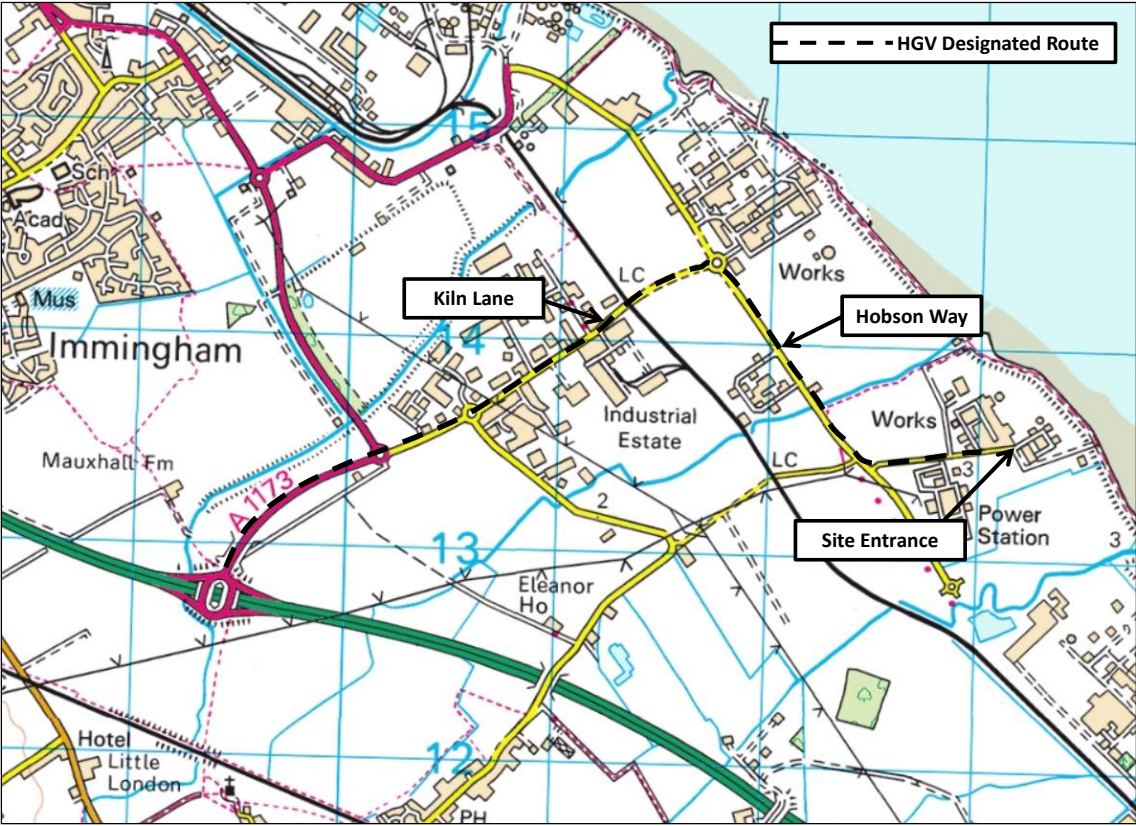 HGV Designated Route
15
Sch
Acad
Mus
Immingham
Kiln Lane
LC
Works
Hobson Way
14
Industrial
Estate
Works
Mauxhall Fm
A 1173
LC
3
2
Site Entrance
Power
Station
13
3
Eleanor
Ho
Hotel
Little
London
12
PH